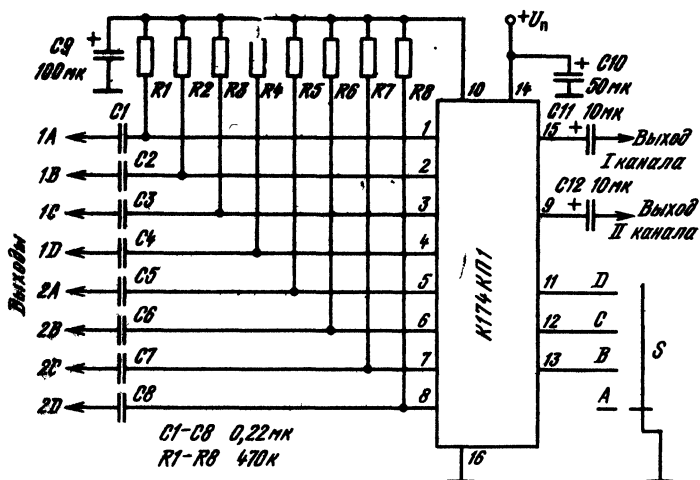 +Uп
C9
+
100мк
R1 R2 R3 R4 R5 R6 R7 R8
10
14
+ C10
50мк
C11 10мк
C1
1A
1
15
+
Выход
I канала
1B
C2
2
C12 10мк
1C
C3
3
9
+
Выход
II канала
1D
C4
4
Выходы
К174КП1
2A
C5
5
11
D
2B
C6
6
12
C
S
2C
C7
7
13
B
2D
C8
8
A
C1-C8 0,22мк
R1-R8 470к
16